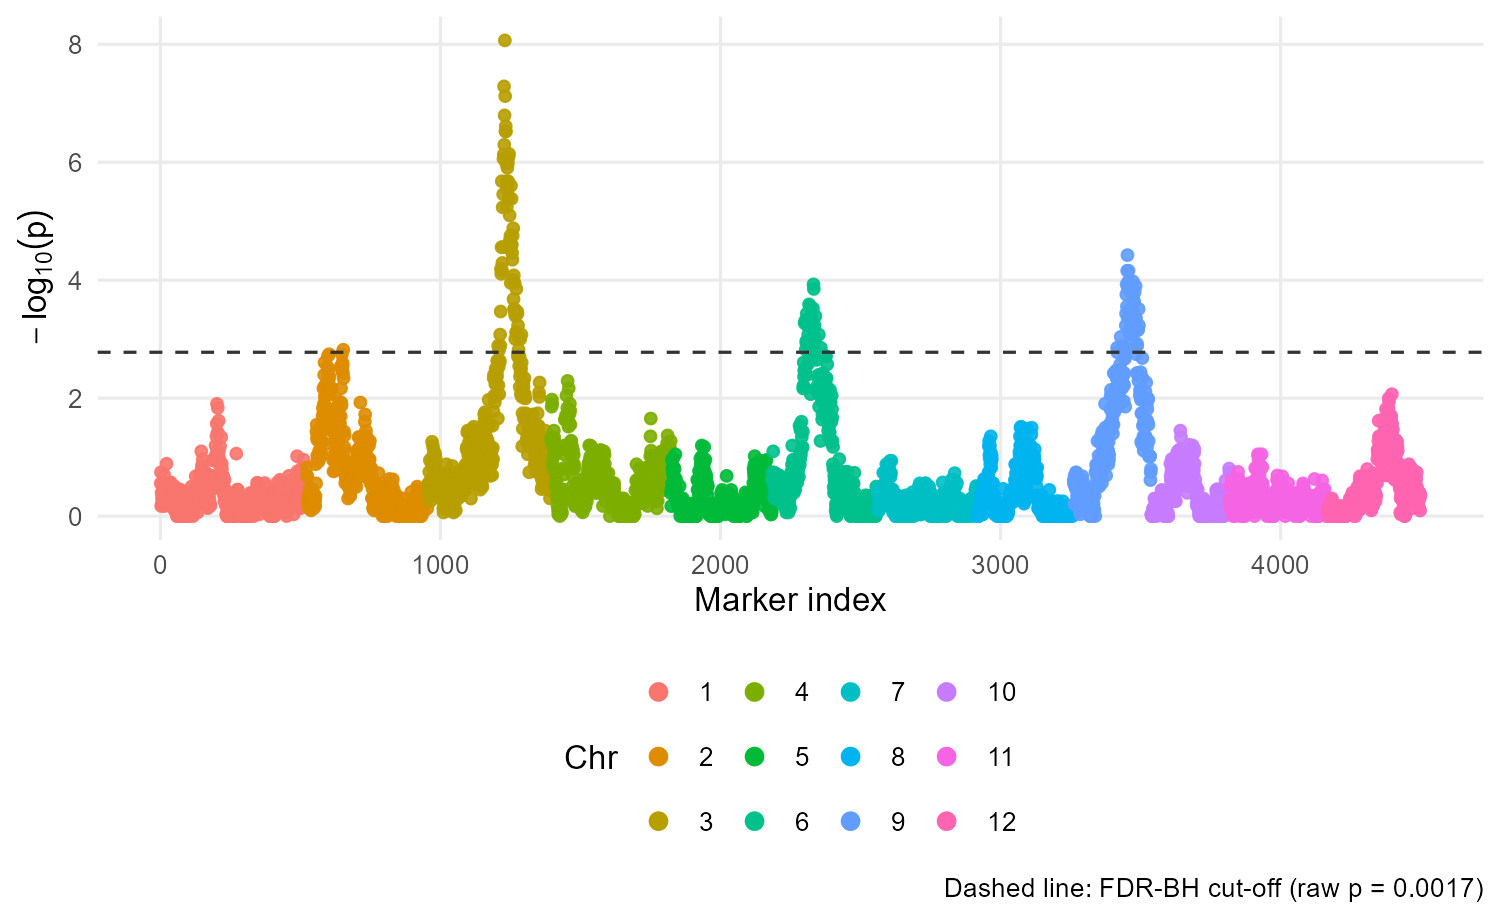 8
6
4
2
0
− log10(p)
0 1000 2000 3000 4000
Marker index
Chr
1 4 7 10
2 5 8 11
3 6 9 12
Dashed line: FDR-BH cut-off (raw p = 0.0017)